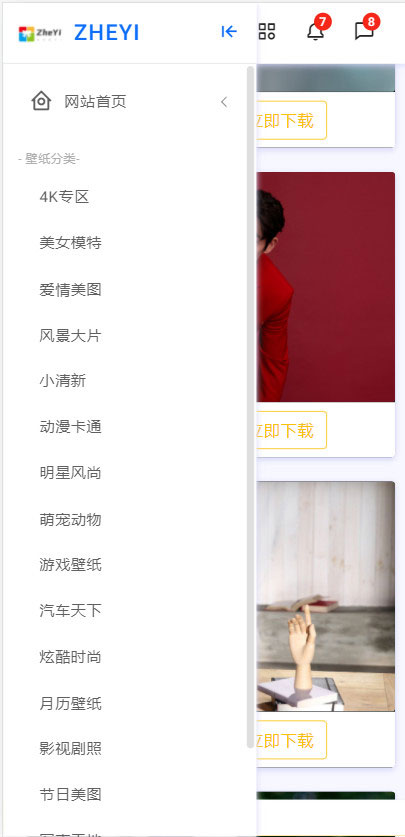 ZheYi ZHEYI
7
8
网站首页
- 壁纸分类-
4K专区
美女模特
爱情美图
风景大片
小清新
动漫卡通
明星风尚
萌宠动物
游戏壁纸
汽车天下
炫酷时尚
月历壁纸
影视剧照
节日美图
立即下载
立即下载
立即下载